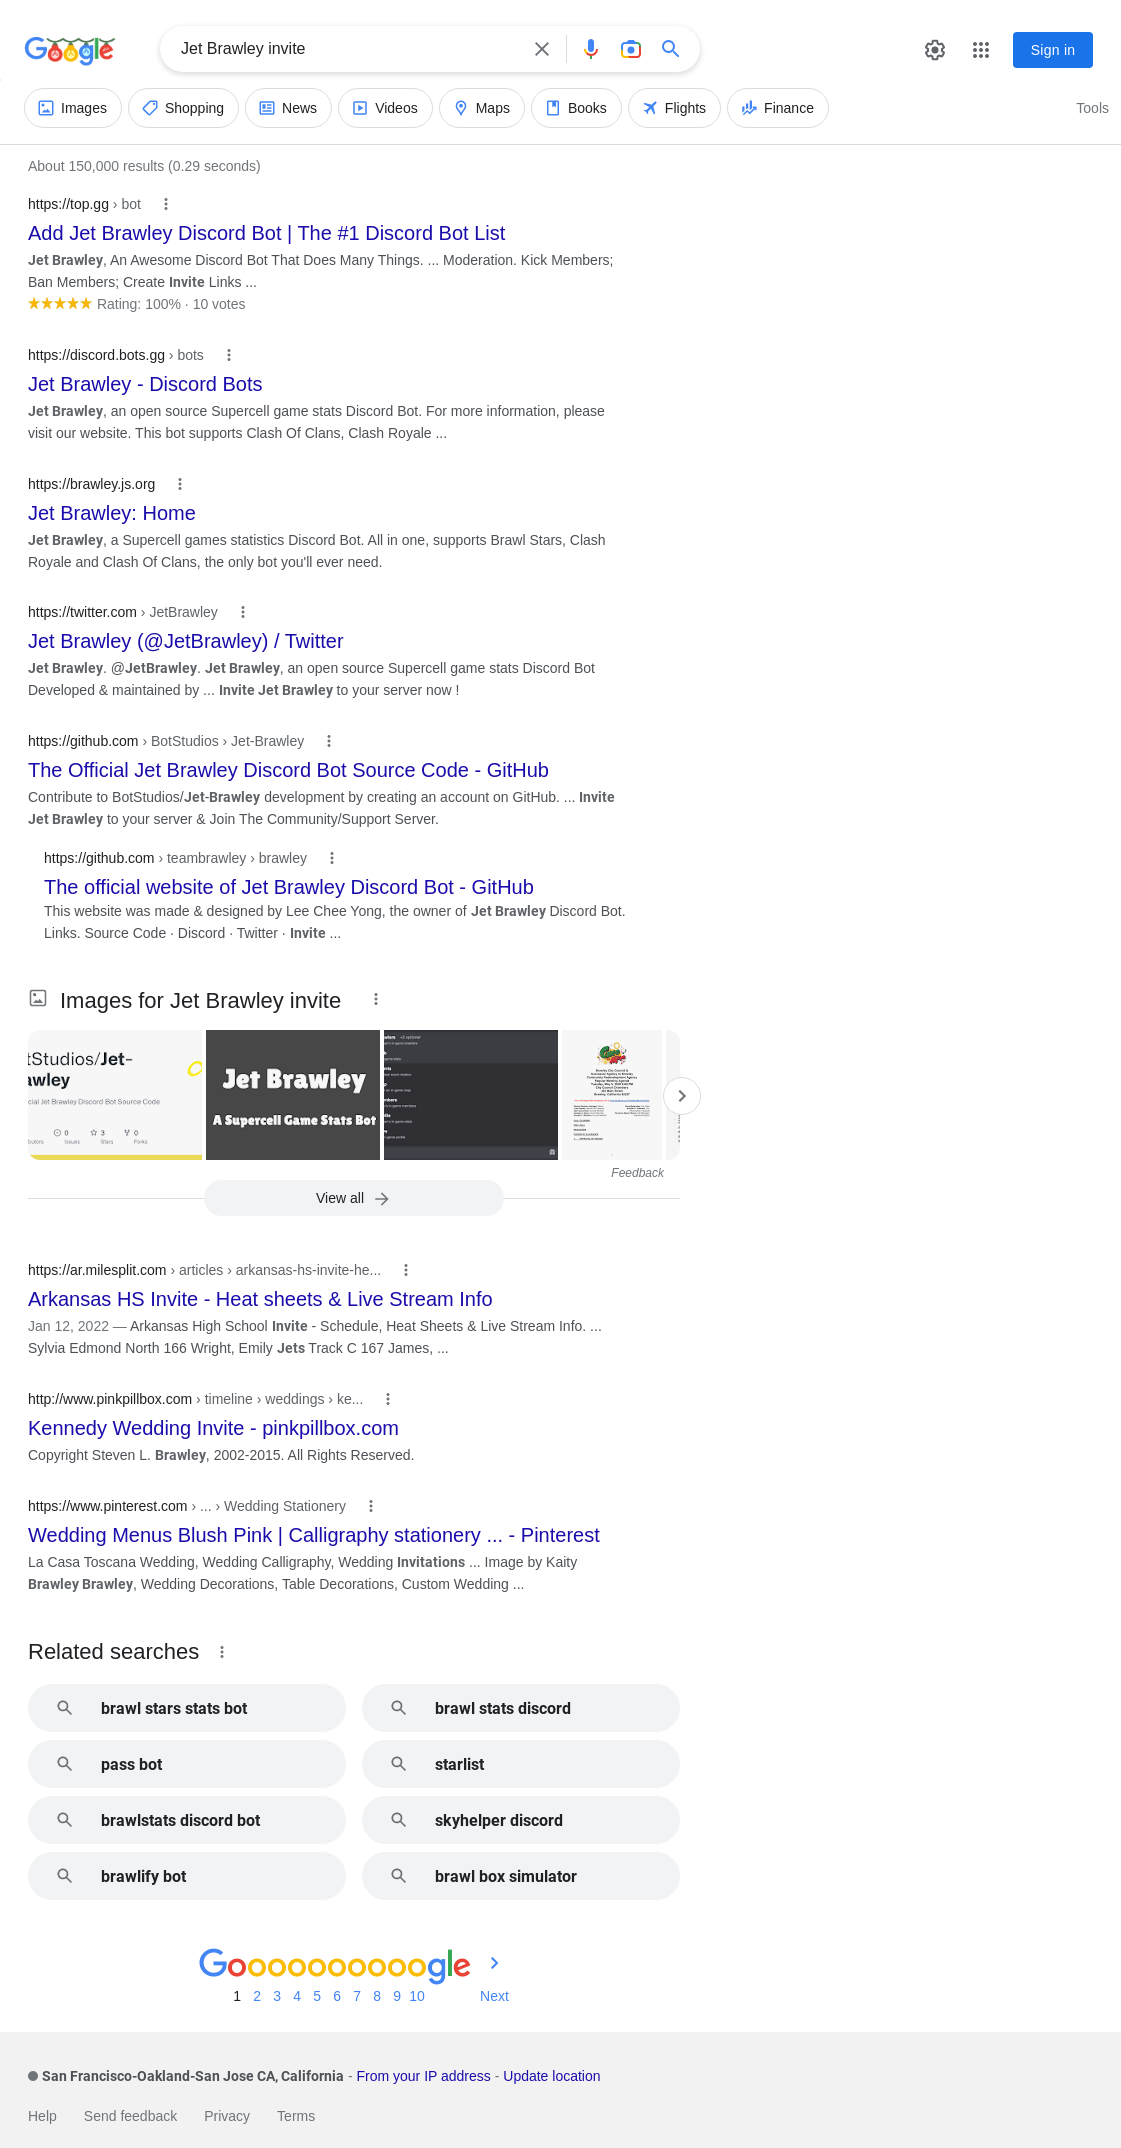 Google
Jet Brawley invite
Sign in
Images
Shopping
News
Videos
Maps
Books
Flights
Finance
Tools
About 150,000 results (0.29 seconds)
https://top.gg › bot
Add Jet Brawley Discord Bot | The #1 Discord Bot List
Jet Brawley, An Awesome Discord Bot That Does Many Things. ... Moderation. Kick Members;
Ban Members; Create Invite Links ...
Rating: 100% · 10 votes
https://discord.bots.gg › bots
Jet Brawley - Discord Bots
Jet Brawley, an open source Supercell game stats Discord Bot. For more information, please
visit our website. This bot supports Clash Of Clans, Clash Royale ...
https://brawley.js.org
Jet Brawley: Home
Jet Brawley, a Supercell games statistics Discord Bot. All in one, supports Brawl Stars, Clash
Royale and Clash Of Clans, the only bot you'll ever need.
https://twitter.com › JetBrawley
Jet Brawley (@JetBrawley) / Twitter
Jet Brawley. @JetBrawley. Jet Brawley, an open source Supercell game stats Discord Bot
Developed & maintained by ... Invite Jet Brawley to your server now !
https://github.com › BotStudios › Jet-Brawley
The Official Jet Brawley Discord Bot Source Code - GitHub
Contribute to BotStudios/Jet-Brawley development by creating an account on GitHub. ... Invite
Jet Brawley to your server & Join The Community/Support Server.
https://github.com › teambrawley › brawley
The official website of Jet Brawley Discord Bot - GitHub
This website was made & designed by Lee Chee Yong, the owner of Jet Brawley Discord Bot.
Links. Source Code · Discord · Twitter · Invite ...
Images for Jet Brawley invite
tStudios/Jet-
awley
cial Jet Brawley Discord Bot Source Code
0 3 0
butors Issues Stars Forks
Jet Brawley
A Supercell Game Stats Bot
Feedback
View all
https://ar.milesplit.com › articles › arkansas-hs-invite-he...
Arkansas HS Invite - Heat sheets & Live Stream Info
Jan 12, 2022 — Arkansas High School Invite - Schedule, Heat Sheets & Live Stream Info. ...
Sylvia Edmond North 166 Wright, Emily Jets Track C 167 James, ...
http://www.pinkpillbox.com › timeline › weddings › ke...
Kennedy Wedding Invite - pinkpillbox.com
Copyright Steven L. Brawley, 2002-2015. All Rights Reserved.
https://www.pinterest.com › ... › Wedding Stationery
Wedding Menus Blush Pink | Calligraphy stationery ... - Pinterest
La Casa Toscana Wedding, Wedding Calligraphy, Wedding Invitations ... Image by Kaity
Brawley Brawley, Wedding Decorations, Table Decorations, Custom Wedding ...
Related searches
brawl stars stats bot
brawl stats discord
pass bot
starlist
brawlstats discord bot
skyhelper discord
brawlify bot
brawl box simulator
Goooooooooogle
1 2 3 4 5 6 7 8 9 10 Next
San Francisco-Oakland-San Jose CA, California - From your IP address - Update location
Help Send feedback Privacy Terms